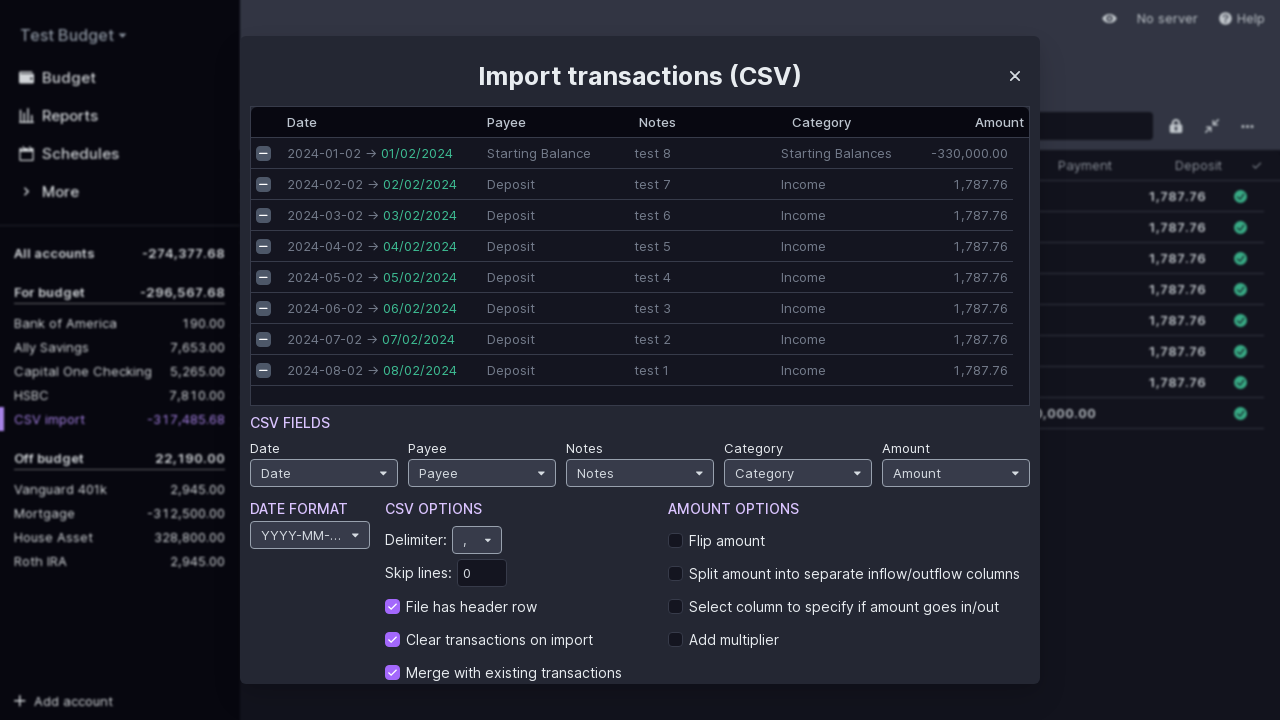 Test Budget
Budget
Reports
Schedules
More
All accounts -274,377.68
For budget -296,567.68
Bank of America 190.00
Ally Savings 7,653.00
Capital One Checking 5,265.00
HSBC 7,810.00
CSV import -317,485.68
Off budget 22,190.00
Vanguard 401k 2,945.00
Mortgage -312,500.00
House Asset 328,800.00
Roth IRA 2,945.00
Add account
No server Help
Payment Deposit
1,787.76
1,787.76
1,787.76
1,787.76
1,787.76
1,787.76
1,787.76
0,000.00
Import transactions (CSV)
Date Payee Notes Category Amount
2024-01-02 → 01/02/2024 Starting Balance test 8 Starting Balances -330,000.00
2024-02-02 → 02/02/2024 Deposit test 7 Income 1,787.76
2024-03-02 → 03/02/2024 Deposit test 6 Income 1,787.76
2024-04-02 → 04/02/2024 Deposit test 5 Income 1,787.76
2024-05-02 → 05/02/2024 Deposit test 4 Income 1,787.76
2024-06-02 → 06/02/2024 Deposit test 3 Income 1,787.76
2024-07-02 → 07/02/2024 Deposit test 2 Income 1,787.76
2024-08-02 → 08/02/2024 Deposit test 1 Income 1,787.76
CSV FIELDS
Date Payee Notes Category Amount
Date Payee Notes Category Amount
DATE FORMAT
YYYY-MM-...
CSV OPTIONS
Delimiter: ,
Skip lines: 0
File has header row
Clear transactions on import
Merge with existing transactions
AMOUNT OPTIONS
Flip amount
Split amount into separate inflow/outflow columns
Select column to specify if amount goes in/out
Add multiplier